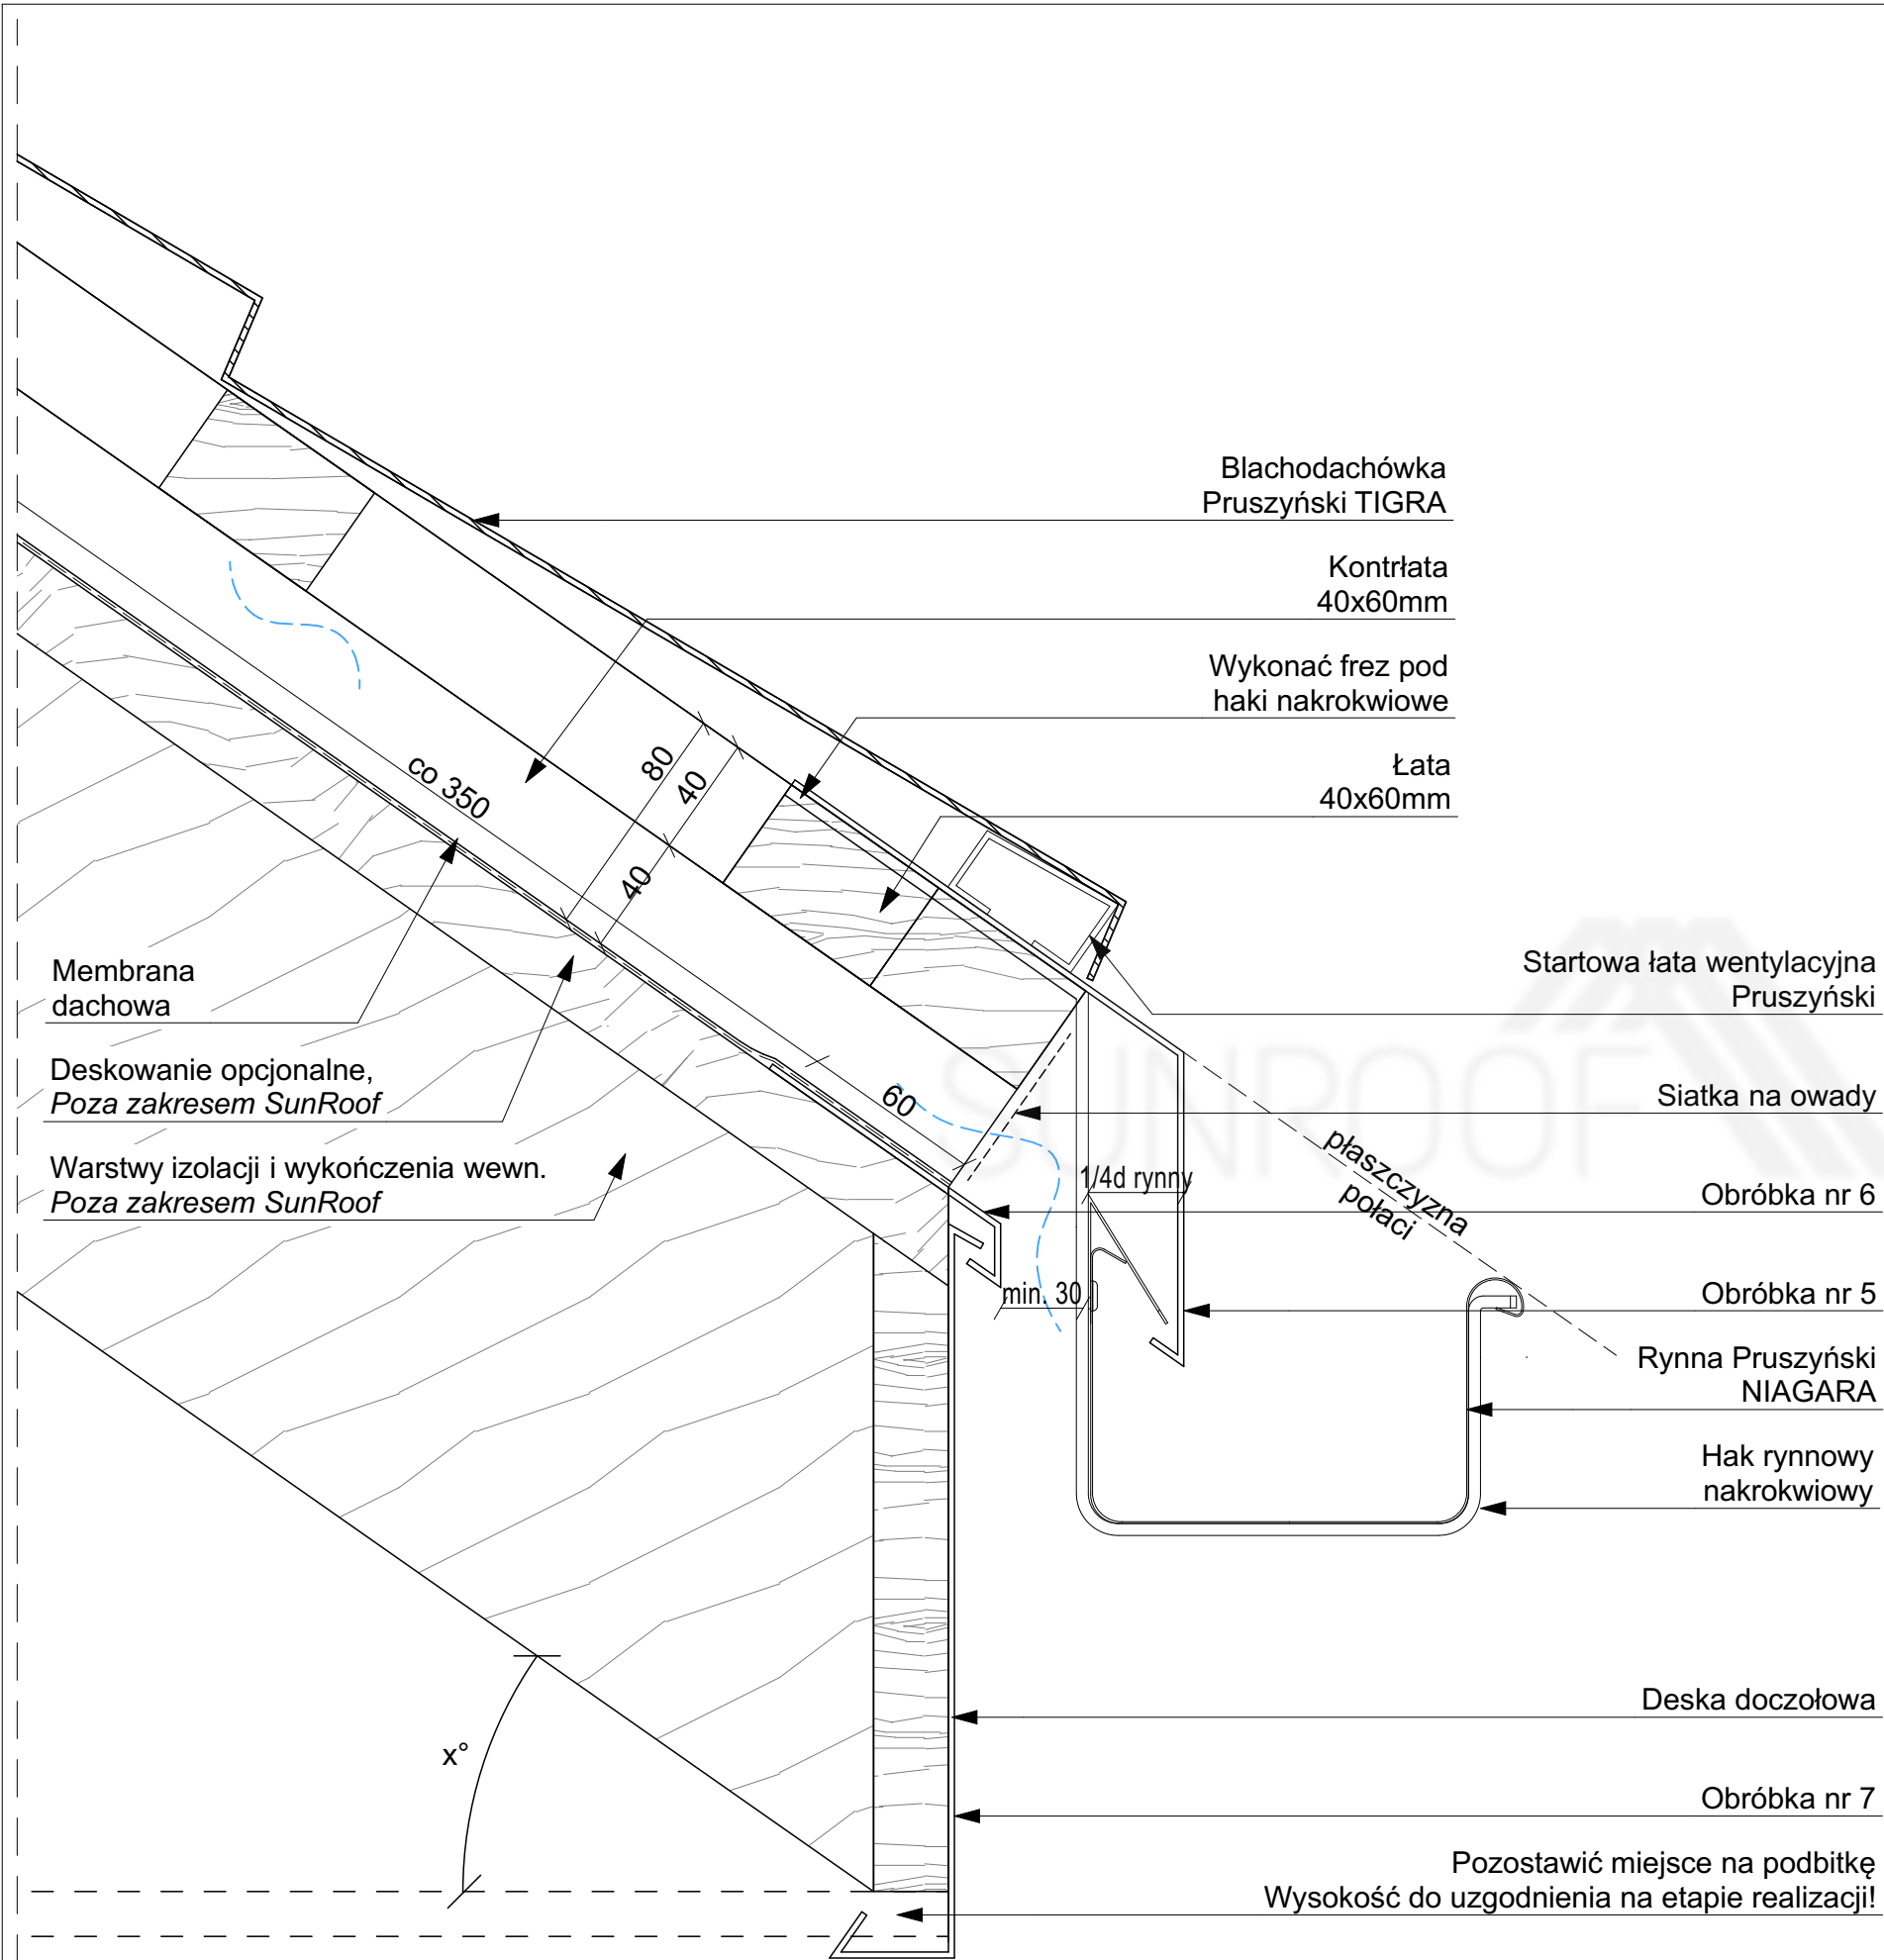 Blachodachówka
Pruszyński TIGRA
Kontrłata
40x60mm
Wykonać frez pod
haki nakrokwiowe
Łata
40x60mm
80
40
40
co 350
60
Membrana
dachowa
Deskowanie opcjonalne,
Poza zakresem SunRoof
Warstwy izolacji i wykończenia wewn.
Poza zakresem SunRoof
Startowa łata wentylacyjna
Pruszyński
SUNROOF
Siatka na owady
płaszczyzna
połaci
1/4d rynny
Obróbka nr 6
min. 30
Obróbka nr 5
Rynna Pruszyński
NIAGARA
Hak rynnowy
nakrokwiowy
Deska doczołowa
x°
Obróbka nr 7
Pozostawić miejsce na podbitkę
Wysokość do uzgodnienia na etapie realizacji!